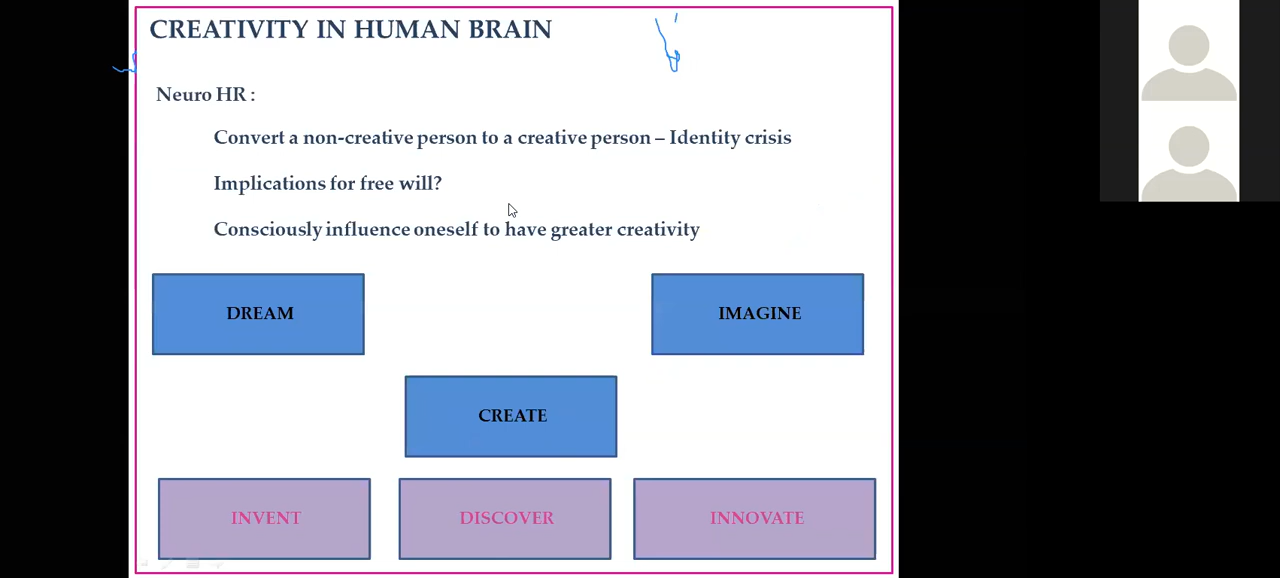 CREATIVITY IN HUMAN BRAIN
Neuro HR :
Convert a non-creative person to a creative person – Identity crisis
Implications for free will?
Consciously influence oneself to have greater creativity
DREAM
IMAGINE
CREATE
INVENT
DISCOVER
INNOVATE